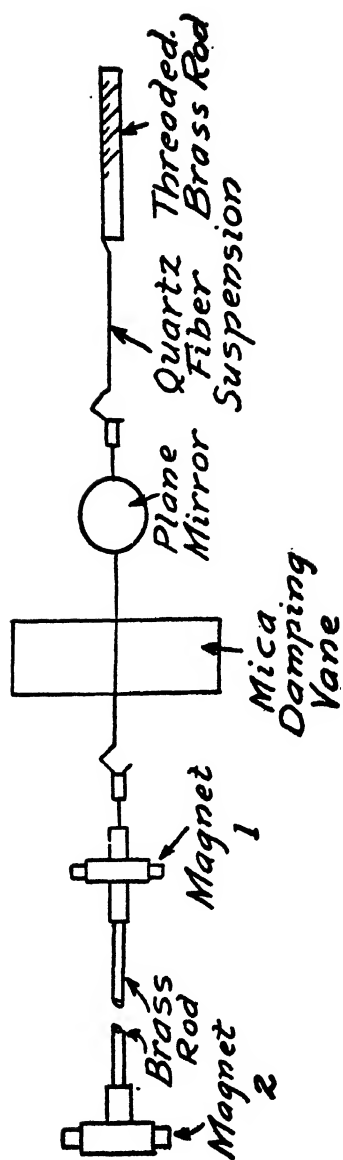 Threaded.
Brass Rod
Quartz
Fiber
Suspension
Plane
Mirror
Mica
Damping
Vane
Magnet
1
Brass
Rod
Magnet
2